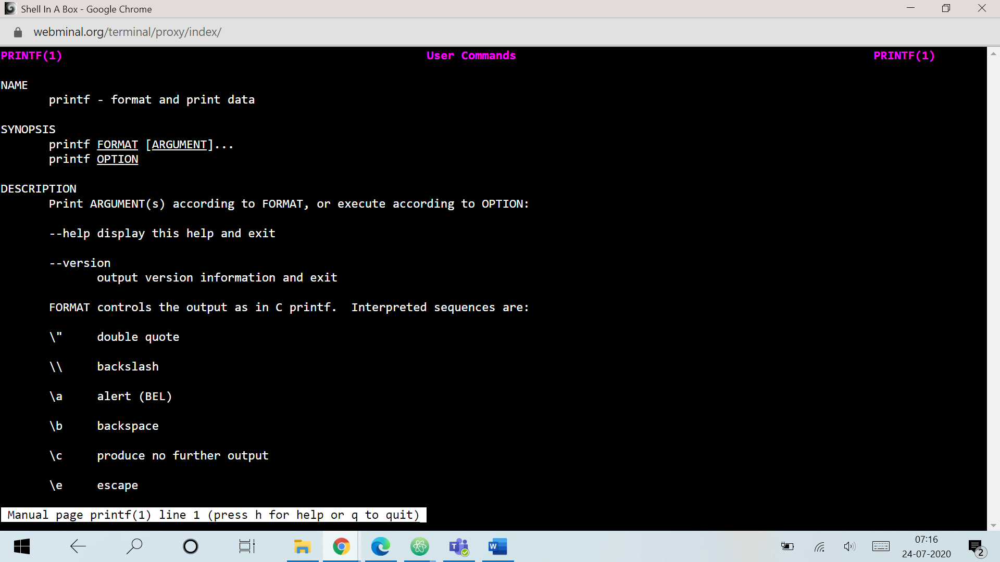 Shell In A Box - Google Chrome
webminal.org/terminal/proxy/index/
PRINTF(1) User Commands PRINTF(1)
NAME
printf - format and print data
SYNOPSIS
printf FORMAT [ARGUMENT]...
printf OPTION
DESCRIPTION
Print ARGUMENT(s) according to FORMAT, or execute according to OPTION:
--help display this help and exit
--version
output version information and exit
FORMAT controls the output as in C printf.  Interpreted sequences are:
\" double quote
\\ backslash
\a alert (BEL)
\b backspace
\c produce no further output
\e escape
Manual page printf(1) line 1 (press h for help or q to quit)
07:16
24-07-2020
2
T
W